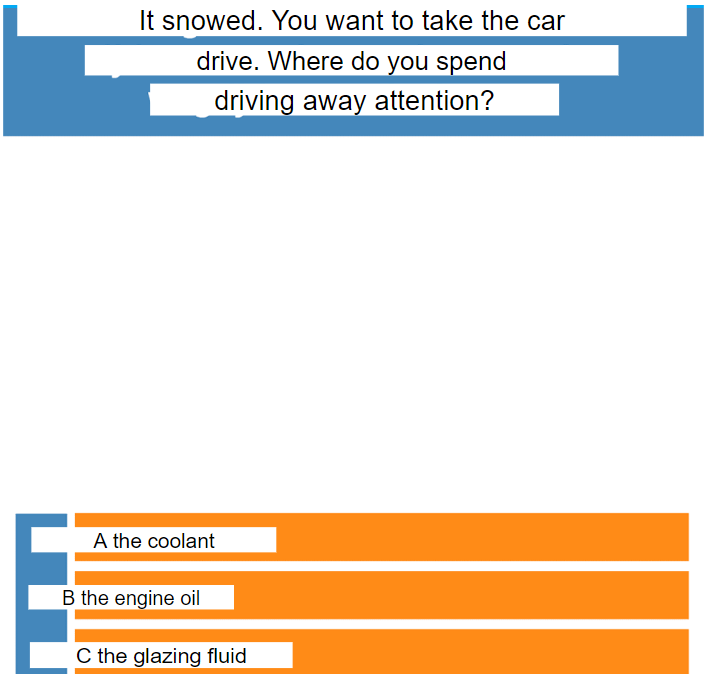 It snowed. You want to take the car
drive. Where do you spend
driving away attention?
A the coolant
B the engine oil
C the glazing fluid